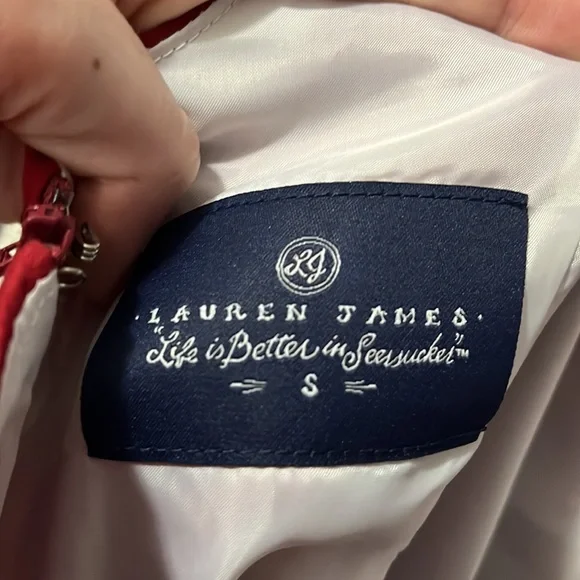 LJ
· LAUREN JAMES ·
"Life is Better in Seersucker"™
S